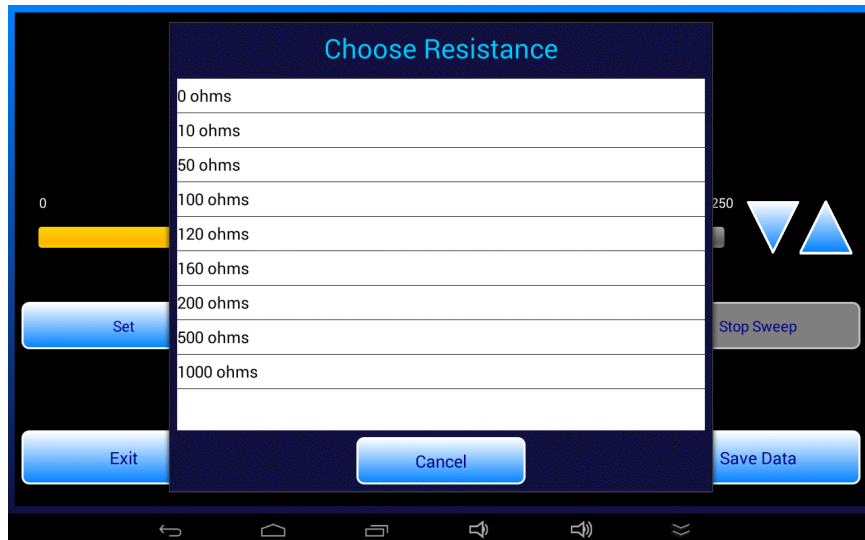 Choose Resistance
0 ohms
10 ohms
50 ohms
100 ohms
120 ohms
160 ohms
200 ohms
500 ohms
1000 ohms
0
250
Set
Stop Sweep
Exit
Cancel
Save Data